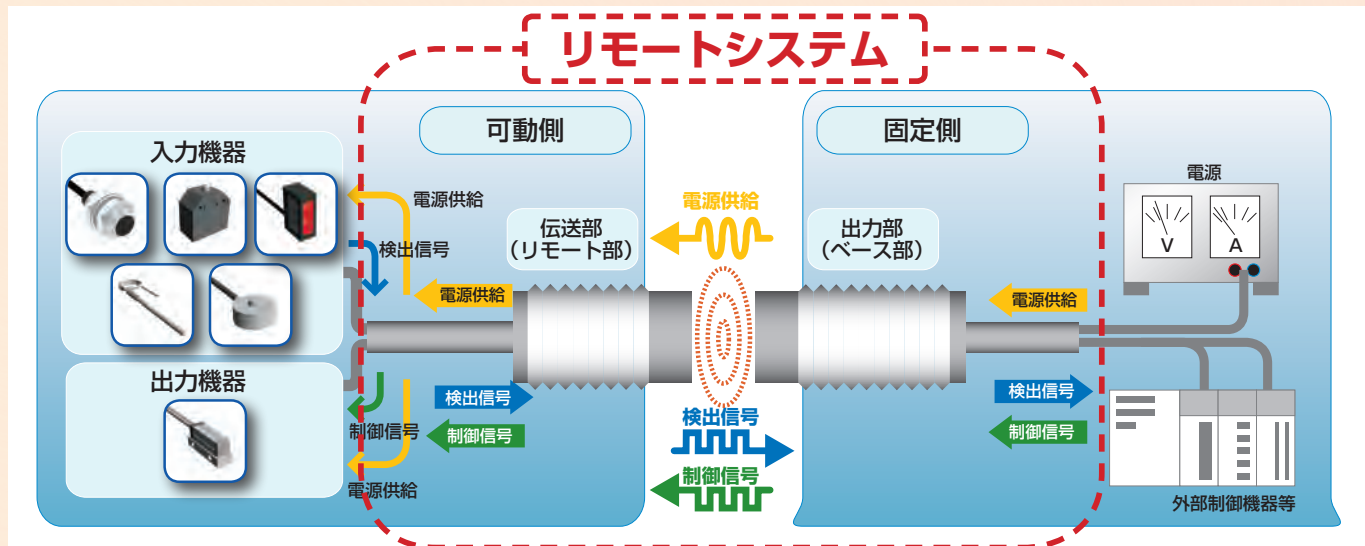 リモートシステム
可動側
固定側
入力機器
電源供給
検出信号
電源供給
伝送部
(リモート部)
電源供給
出力部
(ベース部)
電源供給
電源
V
A
出力機器
制御信号
電源供給
検出信号
制御信号
検出信号
制御信号
検出信号
制御信号
外部制御機器等